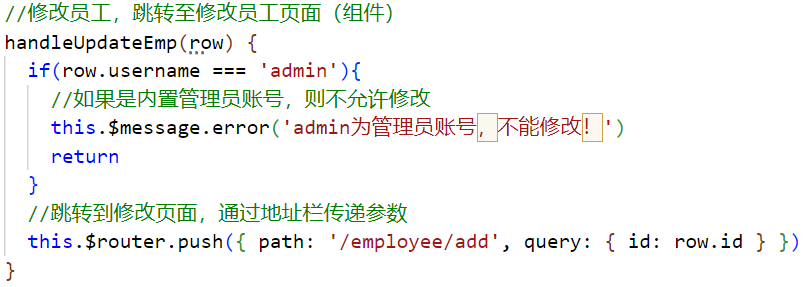 //修改员工，跳转至修改员工页面（组件）
handleUpdateEmp(row) {
if(row.username === 'admin'){
//如果是内置管理员账号，则不允许修改
this.$message.error('admin为管理员账号，不能修改！')
return
}
//跳转到修改页面，通过地址栏传递参数
this.$router.push({ path: '/employee/add', query: { id: row.id } })
}